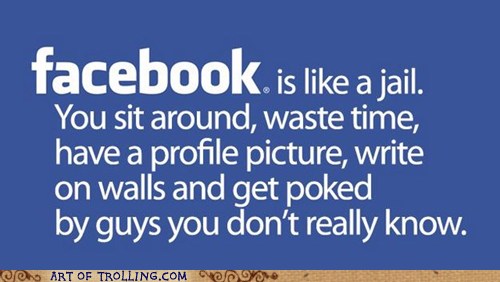 facebook® is like a jail.
You sit around, waste time,
have a profile picture, write
on walls and get poked
by guys you don't really know.
ART OF TROLLING.COM